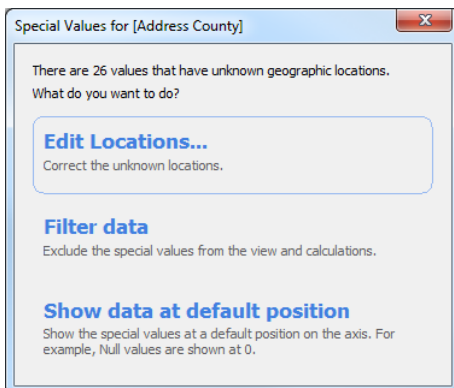 Special Values for [Address County]
There are 26 values that have unknown geographic locations.
What do you want to do?
Edit Locations...
Correct the unknown locations.
Filter data
Exclude the special values from the view and calculations.
Show data at default position
Show the special values at a default position on the axis. For
example, Null values are shown at 0.